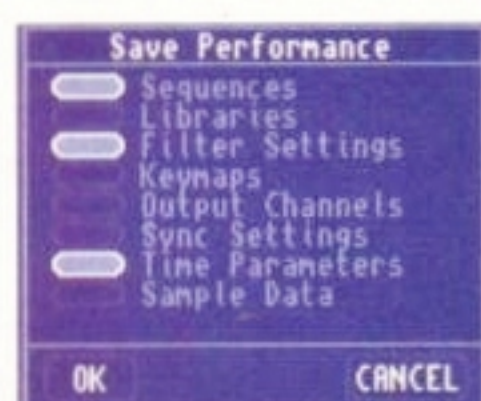 Save Performance
Sequences
Libraries
Filter Settings
Keymaps
Output Channels
Sync Settings
Time Parameters
Sample Data
OK
CANCEL